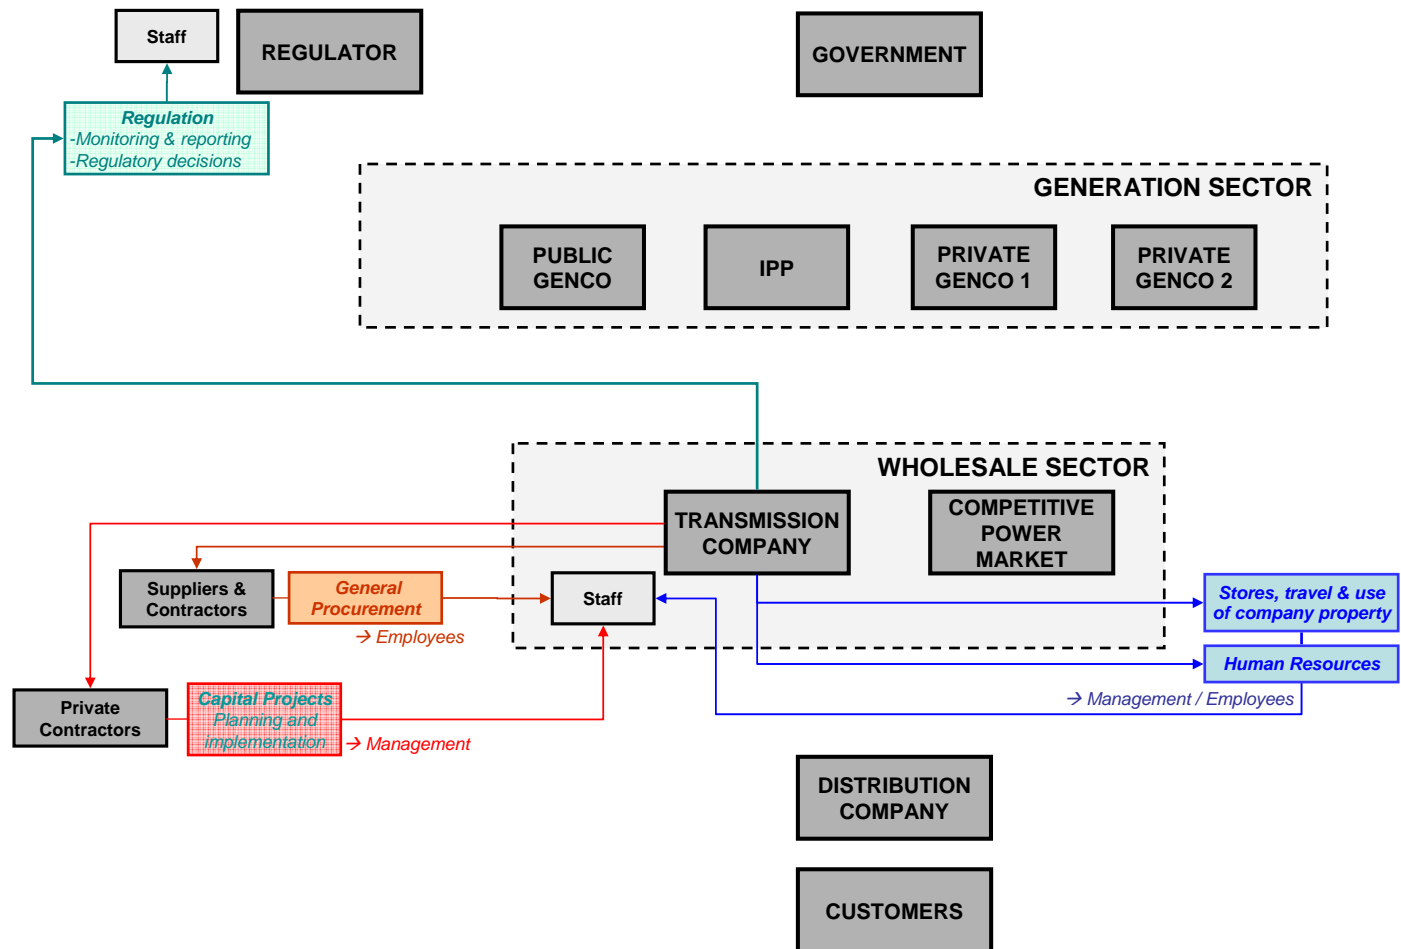 Staff
REGULATOR
GOVERNMENT
Regulation
-Monitoring & reporting
-Regulatory decisions
GENERATION SECTOR
PUBLIC
GENCO
IPP
PRIVATE
GENCO 1
PRIVATE
GENCO 2
WHOLESALE SECTOR
TRANSMISSION
COMPANY
COMPETITIVE
POWER
MARKET
Suppliers &
Contractors
General
Procurement
Staff
Stores, travel & use
of company property
→ Employees
Human Resources
Private
Contractors
Capital Projects
Planning and
implementation
→ Management
→ Management / Employees
DISTRIBUTION
COMPANY
CUSTOMERS